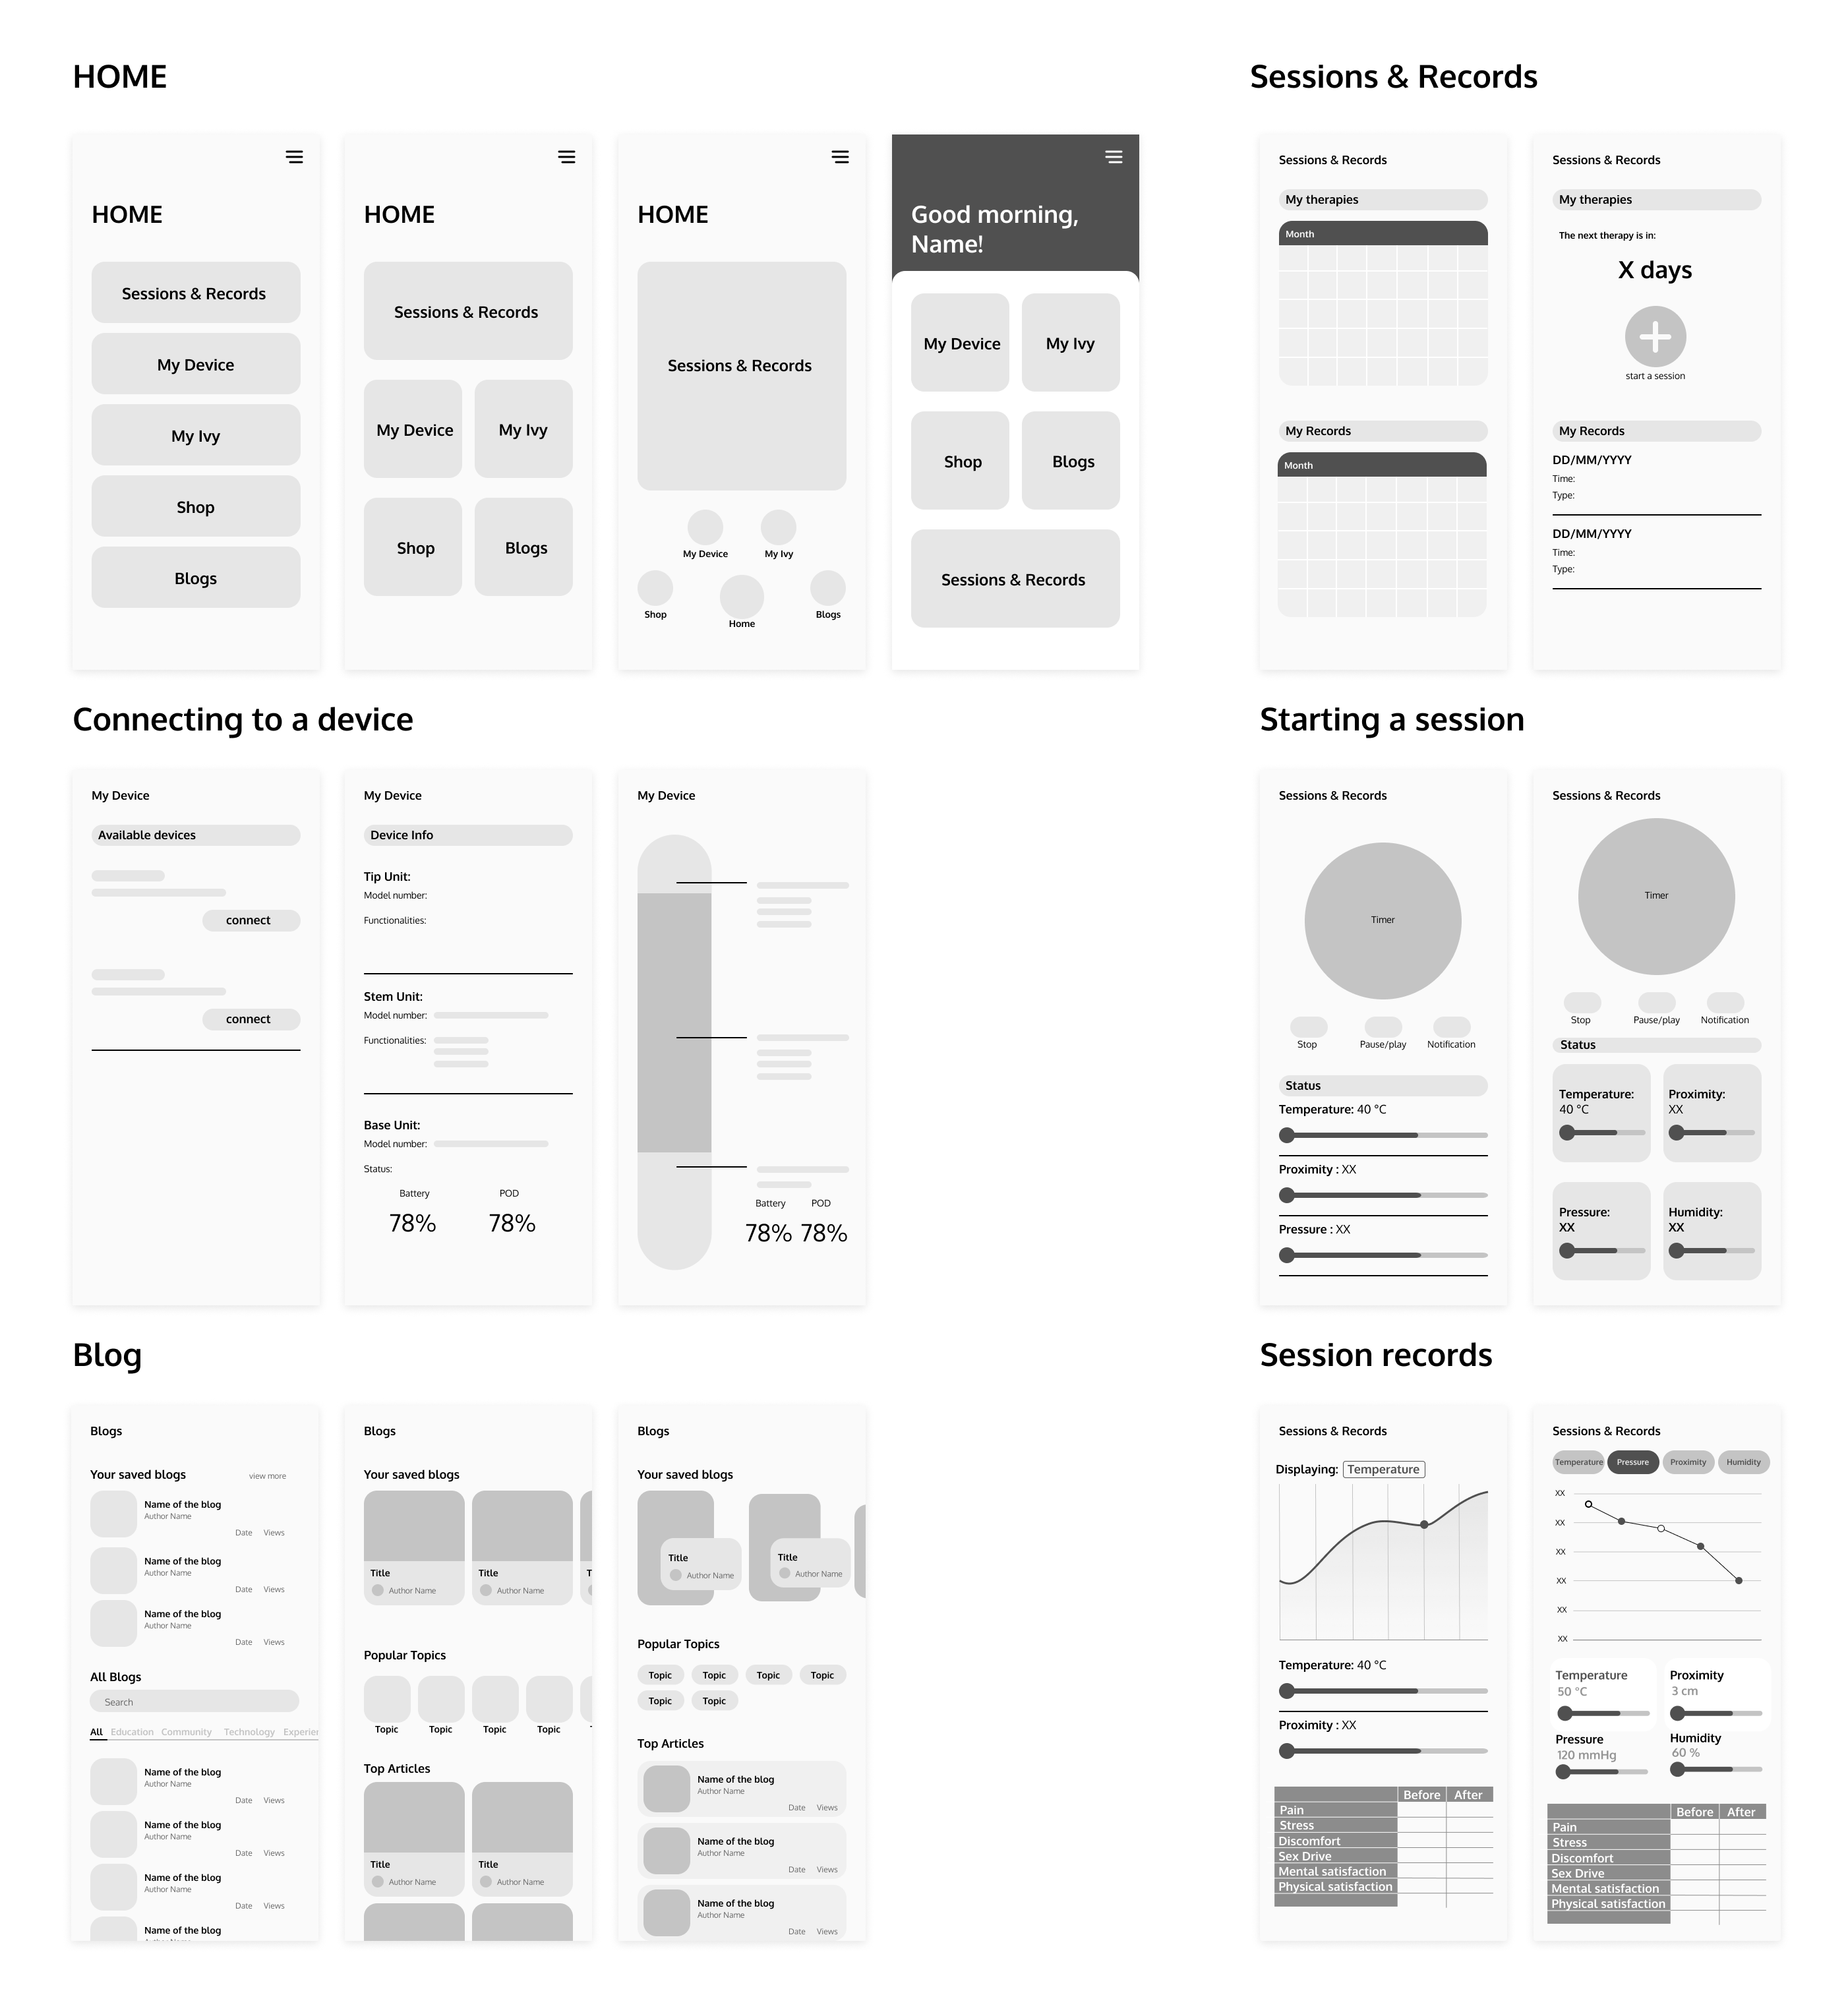 HOME
HOME
Sessions & Records
My Device
My Ivy
Shop
Blogs
HOME
Sessions & Records
My Device
My Ivy
Shop
Blogs
HOME
Sessions & Records
My Device
My Ivy
Shop
Home
Blogs
Good morning,
Name!
My Device
My Ivy
Shop
Blogs
Sessions & Records
Sessions & Records
Sessions & Records
My therapies
Month
My Records
Month
Sessions & Records
My therapies
The next therapy is in:
X days
start a session
My Records
DD/MM/YYYY
Time:
Type:
DD/MM/YYYY
Time:
Type:
Connecting to a device
My Device
Available devices
connect
connect
My Device
Device Info
Tip Unit:
Model number:
Functionalities:
Stem Unit:
Model number:
Functionalities:
Base Unit:
Model number:
Status:
Battery POD
78% 78%
My Device
Battery POD
78% 78%
Starting a session
Sessions & Records
Timer
Stop Pause/play Notification
Status
Temperature: 40 °C
Proximity : XX
Pressure : XX
Sessions & Records
Timer
Stop Pause/play Notification
Status
Temperature:
40 °C
Proximity:
XX
Pressure:
XX
Humidity:
XX
Blog
Blogs
Your saved blogs view more
Name of the blog
Author Name
Date Views
Name of the blog
Author Name
Date Views
Name of the blog
Author Name
Date Views
All Blogs
Search
All Education Community Technology Experie
Name of the blog
Author Name
Date Views
Name of the blog
Author Name
Date Views
Name of the blog
Author Name
Date Views
Name of the blog
Blogs
Your saved blogs
Title
Author Name
Title
Author Name
Popular Topics
Topic Topic Topic Topic
Top Articles
Title
Author Name
Title
Author Name
Blogs
Your saved blogs
Title
Author Name
Title
Author Name
Popular Topics
Topic Topic Topic Topic
Topic Topic
Top Articles
Name of the blog
Author Name
Date Views
Name of the blog
Author Name
Date Views
Name of the blog
Author Name
Date Views
Session records
Sessions & Records
Displaying: Temperature
Temperature: 40 °C
Proximity : XX
Before After
Pain
Stress
Discomfort
Sex Drive
Mental satisfaction
Physical satisfaction
Sessions & Records
Temperature Pressure Proximity Humidity
XX
XX
XX
XX
XX
XX
Temperature
50 °C
Proximity
3 cm
Pressure
120 mmHg
Humidity
60 %
Before After
Pain
Stress
Discomfort
Sex Drive
Mental satisfaction
Physical satisfaction